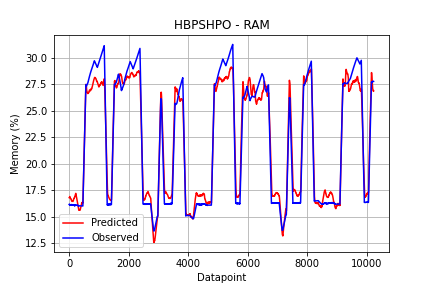 HBPSHPO - RAM
30.0
27.5
25.0
22.5
20.0
17.5
15.0
12.5
Memory (%)
Predicted
Observed
0 2000 4000 6000 8000 10000
Datapoint